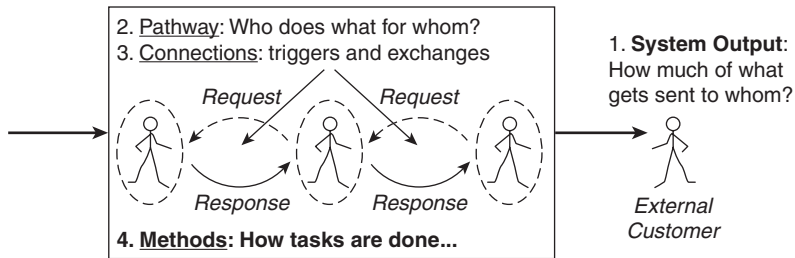 2. Pathway: Who does what for whom?
3. Connections: triggers and exchanges
Request
Request
Response
Response
4. Methods: How tasks are done...
1. System Output:
How much of what
gets sent to whom?
External
Customer